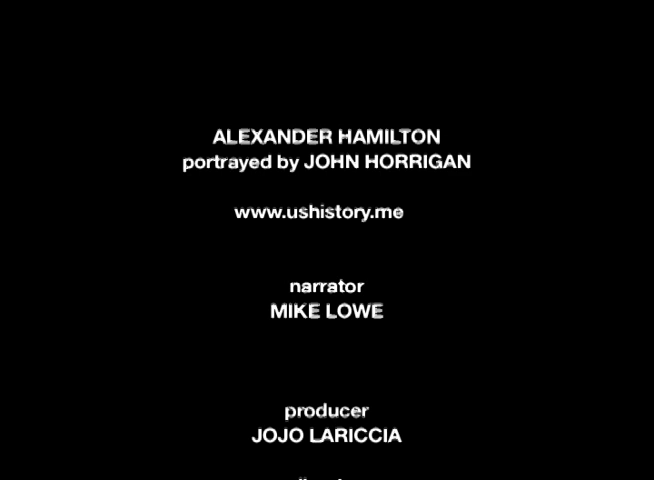 ALEXANDER HAMILTON
portrayed by JOHN HORRIGAN
www.ushistory.me
narrator
MIKE LOWE
producer
JOJO LARICCIA